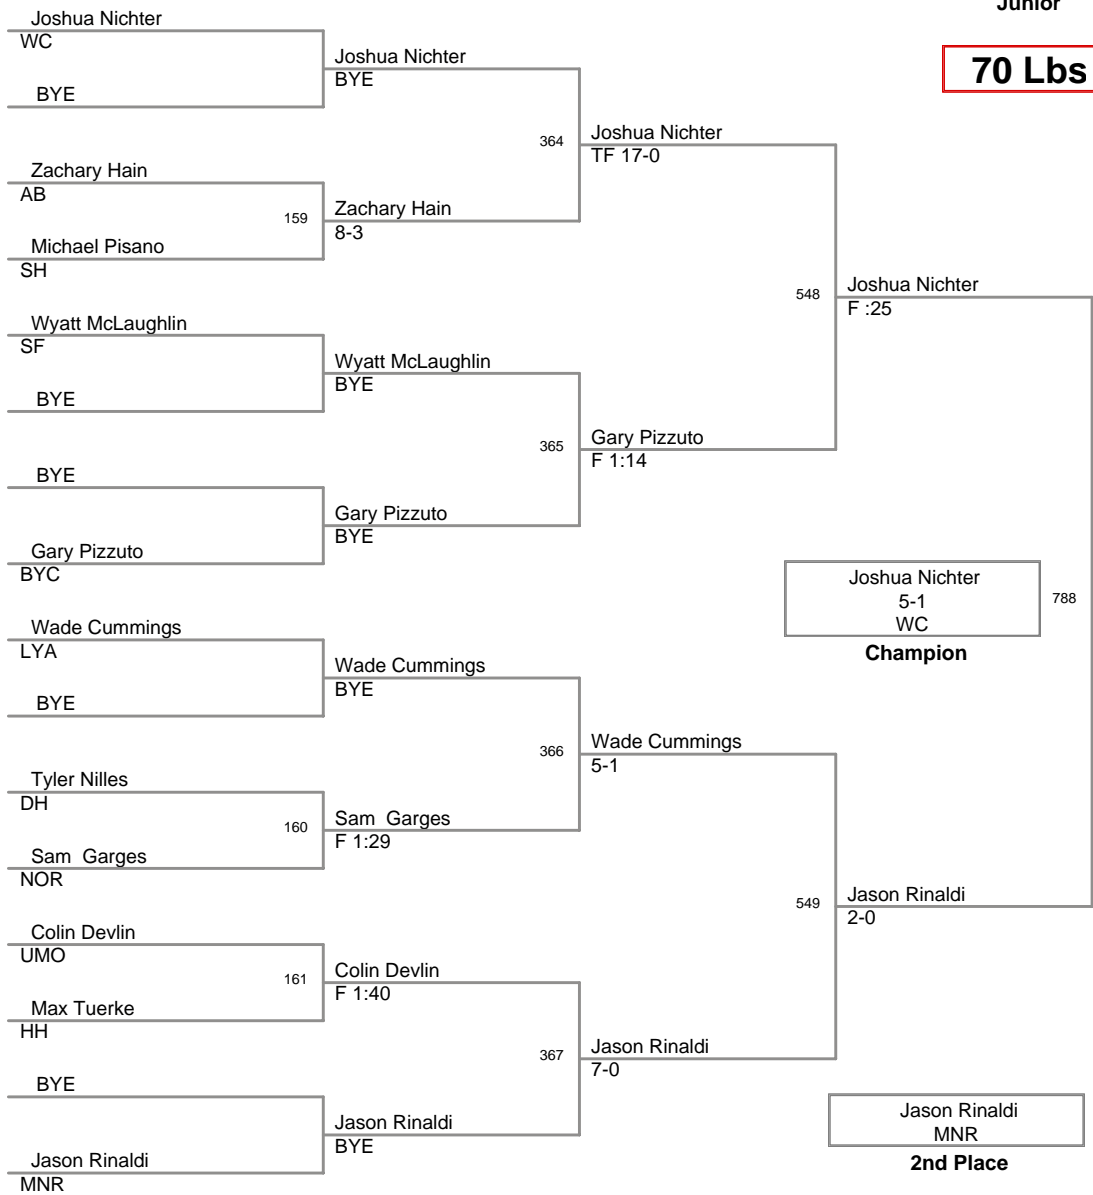 Junior
70 Lbs
Joshua Nichter
WC
BYE
Joshua Nichter
BYE
Zachary Hain
AB
159
Michael Pisano
SH
Zachary Hain
8-3
364
Joshua Nichter
TF 17-0
Wyatt McLaughlin
SF
BYE
Wyatt McLaughlin
BYE
BYE
Gary Pizzuto
BYC
Gary Pizzuto
BYE
365
Gary Pizzuto
F 1:14
548
Joshua Nichter
F :25
Wade Cummings
LYA
BYE
Wade Cummings
BYE
Tyler Nilles
DH
160
Sam  Garges
NOR
Sam  Garges
F 1:29
366
Wade Cummings
5-1
Colin Devlin
UMO
161
Max Tuerke
HH
Colin Devlin
F 1:40
BYE
Jason Rinaldi
MNR
Jason Rinaldi
BYE
367
Jason Rinaldi
7-0
549
Jason Rinaldi
2-0
788
Joshua Nichter
5-1
WC
Champion
Jason Rinaldi
MNR
2nd Place